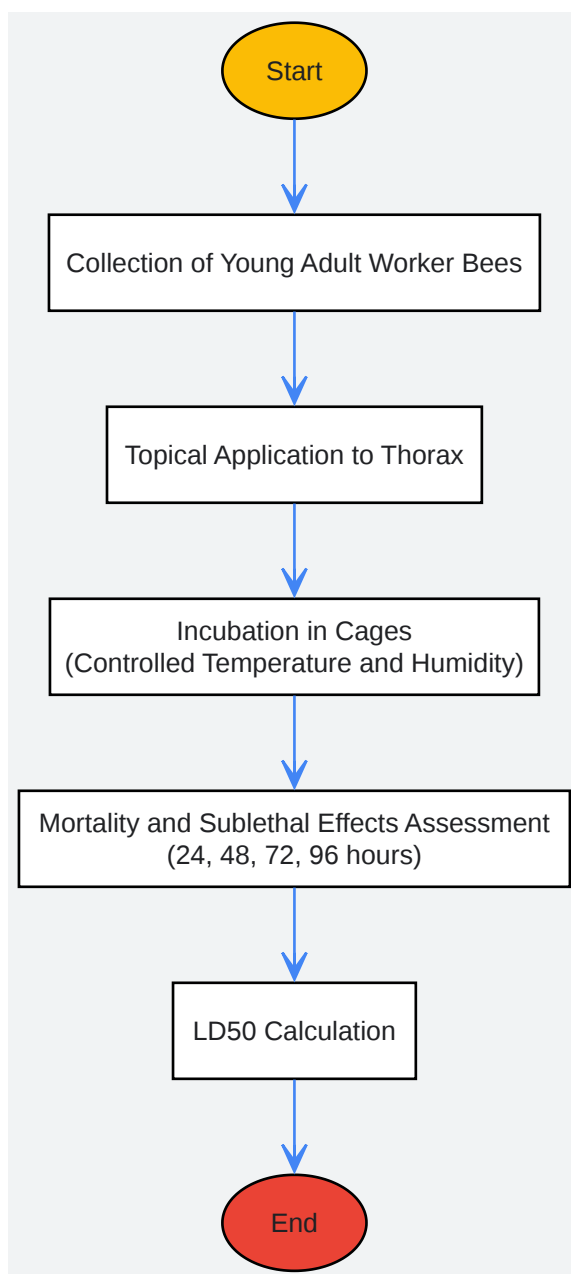 Start
Collection of Young Adult Worker Bees
Topical Application to Thorax
Incubation in Cages
(Controlled Temperature and Humidity)
Mortality and Sublethal Effects Assessment
(24, 48, 72, 96 hours)
LD50 Calculation
End